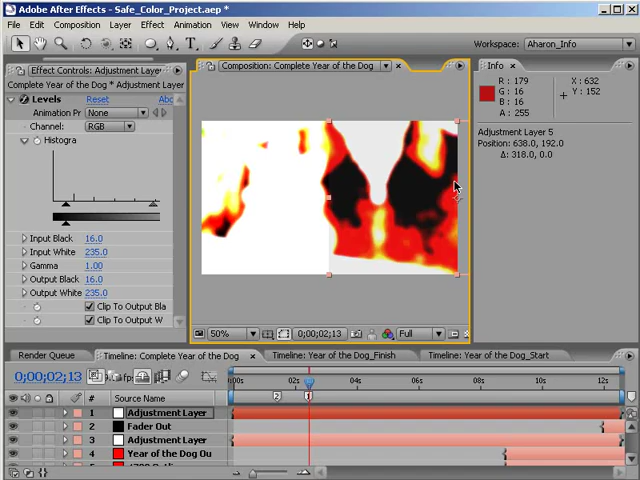 Adobe After Effects - Safe_Color_Project.aep *
File Edit Composition Layer Effect Animation View Window Help
Workspace: Aharon_Info
Effect Controls: Adjustment Layer
Complete Year of the Dog * Adjustment Layer
Levels Reset Abo
Animation Pr None
Channel: RGB
Histogra
Input Black 16.0
Input White 235.0
Gamma 1.00
Output Black 16.0
Output White 235.0
Clip To Output Bla
Clip To Output W
Composition: Complete Year of the Dog
50% 0;00;02;13 Full
Info
R : 179 X : 632
G : 16 Y : 152
B : 16
A : 255
Adjustment Layer 5
Position: 638.0, 192.0
Δ: 318.0, 0.0
Render Queue Timeline: Complete Year of the Dog Timeline: Year of the Dog_Finish Timeline: Year of the Dog_Start
0;00;02;13 :00s 02s 04s 06s 08s 10s 12s
# Source Name 2 1
1 Adjustment Layer
2 Fader Out
3 Adjustment Layer
4 Year of the Dog Ou